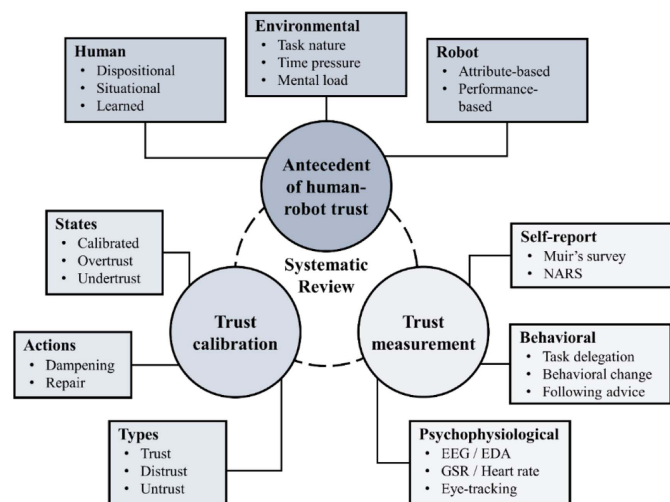 Environmental
• Task nature
• Time pressure
• Mental load
Human
• Dispositional
• Situational
• Learned
Robot
• Attribute-based
• Performance-
based
Antecedent
of human-
robot trust
States
• Calibrated
• Overtrust
• Undertrust
Systematic
Review
Self-report
• Muir's survey
• NARS
Trust
calibration
Trust
measurement
Actions
• Dampening
• Repair
Behavioral
• Task delegation
• Behavioral change
• Following advice
Types
• Trust
• Distrust
• Untrust
Psychophysiological
• EEG / EDA
• GSR / Heart rate
• Eye-tracking